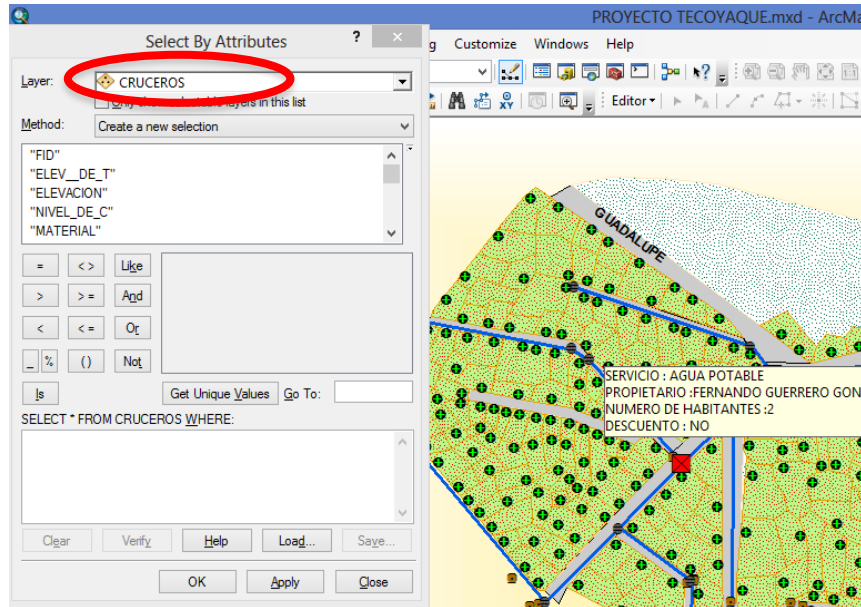 PROYECTO TECOYAQUE.mxd - ArcMa
Select By Attributes
?
g Customize Windows Help
Layer: CRUCEROS
in this list
Method: Create a new selection
Editor
"FID"
"ELEV__DE_T"
"ELEVACION"
"NIVEL_DE_C"
"MATERIAL"
= <> Like
> >= And
< <= Or
_ % () Not
Is Get Unique Values Go To:
SELECT * FROM CRUCEROS WHERE:
Clear Verify Help Load... Save...
OK Apply Close
GUADALUPE
SERVICIO : AGUA POTABLE
PROPIETARIO :FERNANDO GUERRERO GON
NUMERO DE HABITANTES :2
DESCUENTO : NO